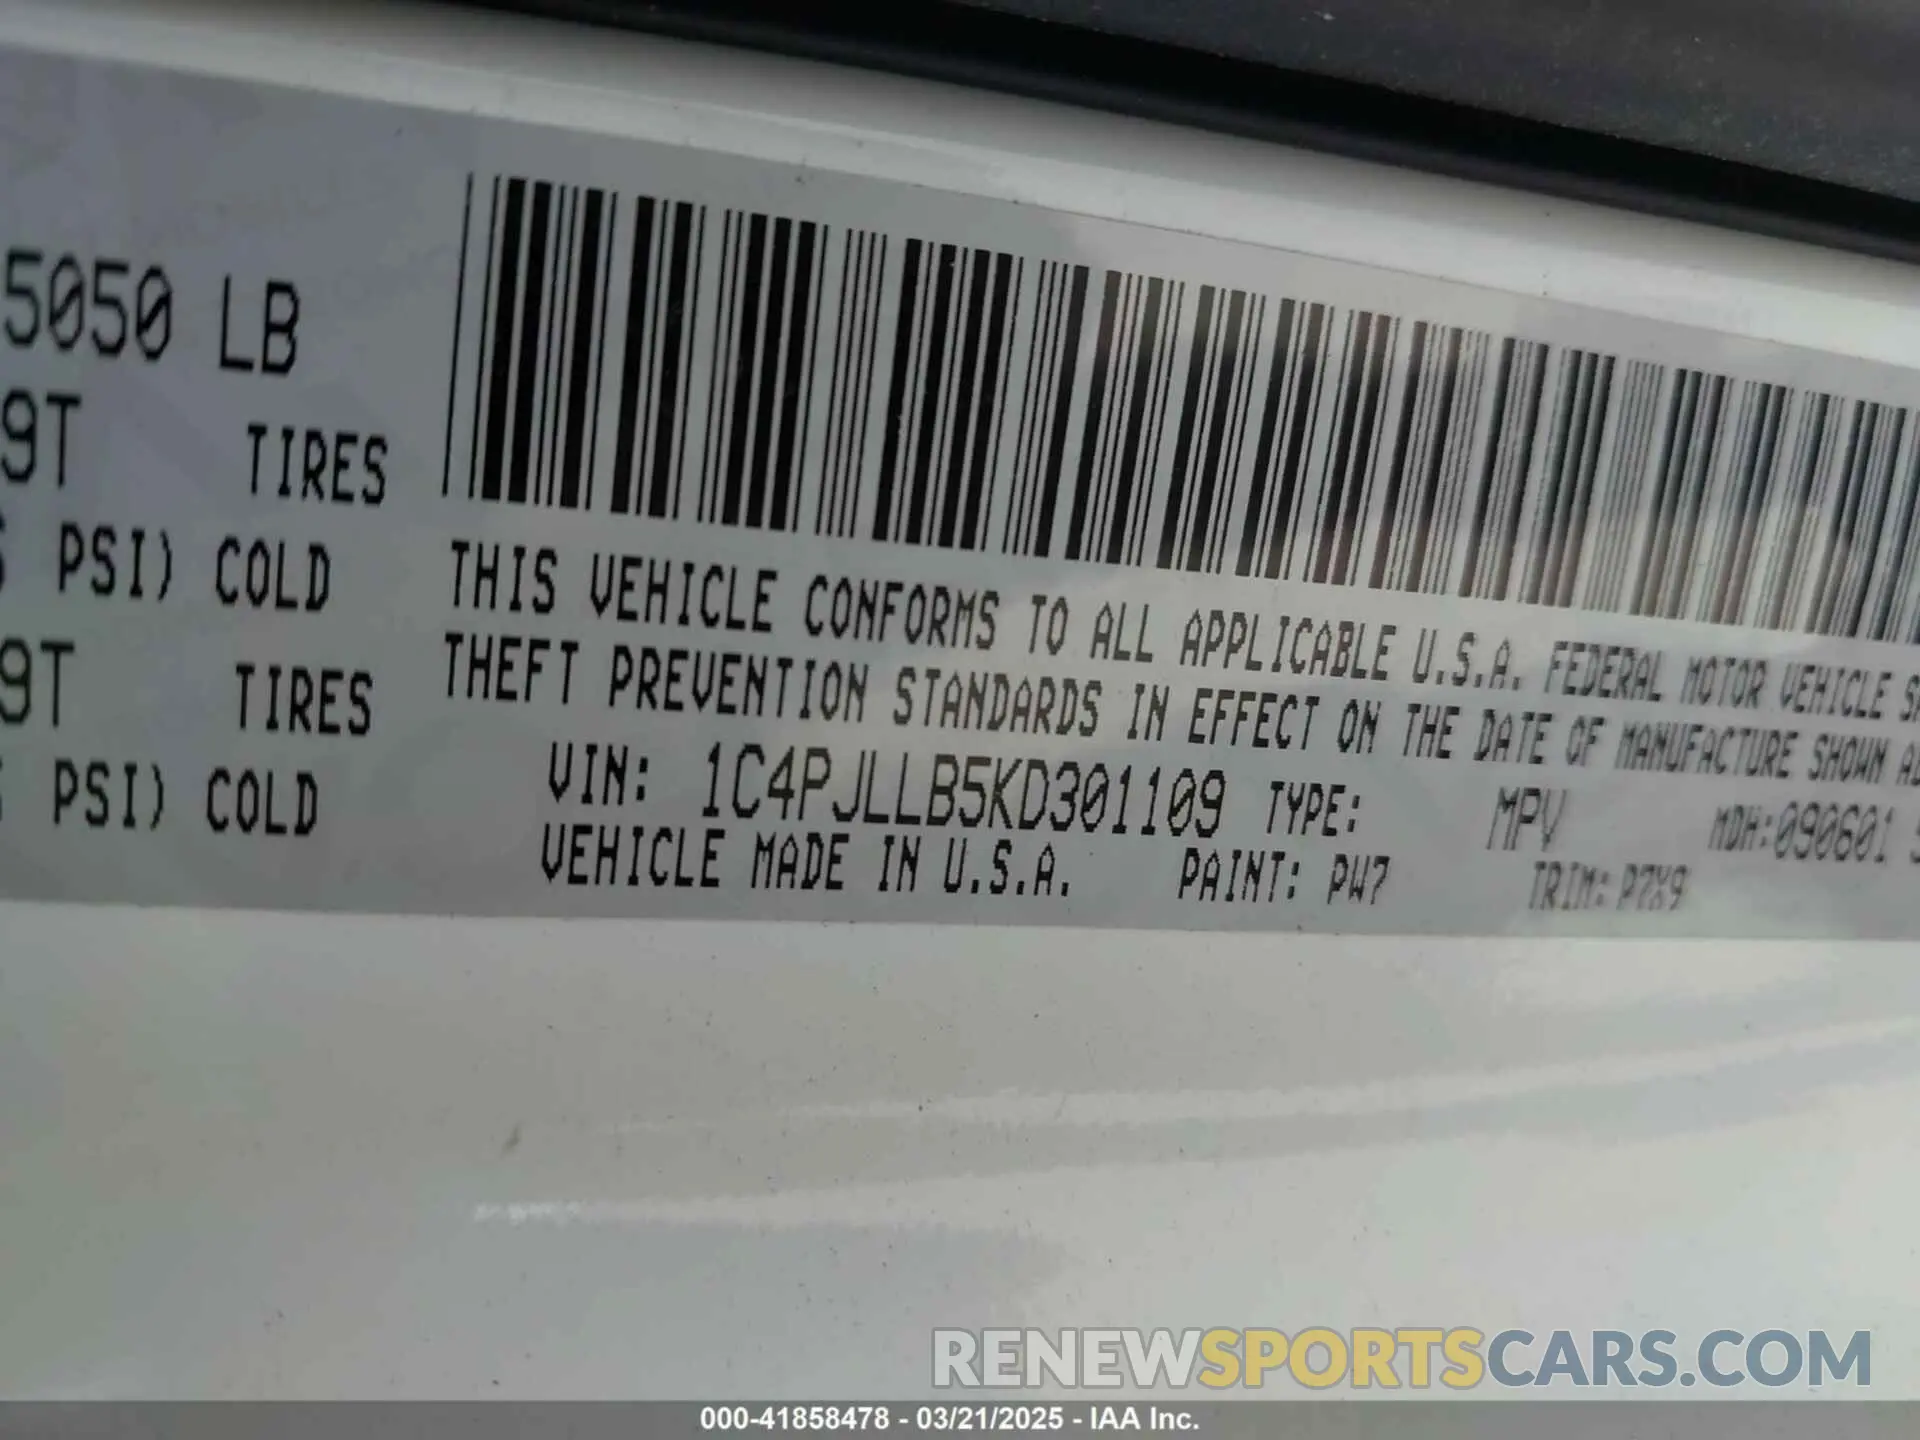 5050 LB
9T TIRES
PSI) COLD
9T TIRES
PSI) COLD
THIS VEHICLE CONFORMS TO ALL APPLICABLE U.S.A. FEDERAL MOTOR VEHICLE
THEFT PREVENTION STANDARDS IN EFFECT ON THE DATE OF MANUFACTURE SHOWN
VIN: 1C4PJLLB5KD301109 TYPE: MPV MDH:090601
VEHICLE MADE IN U.S.A. PAINT: PW7 TRIM: P7X9
RENEWSPORTSCARS.COM
000-41858478 - 03/21/2025 - IAA Inc.